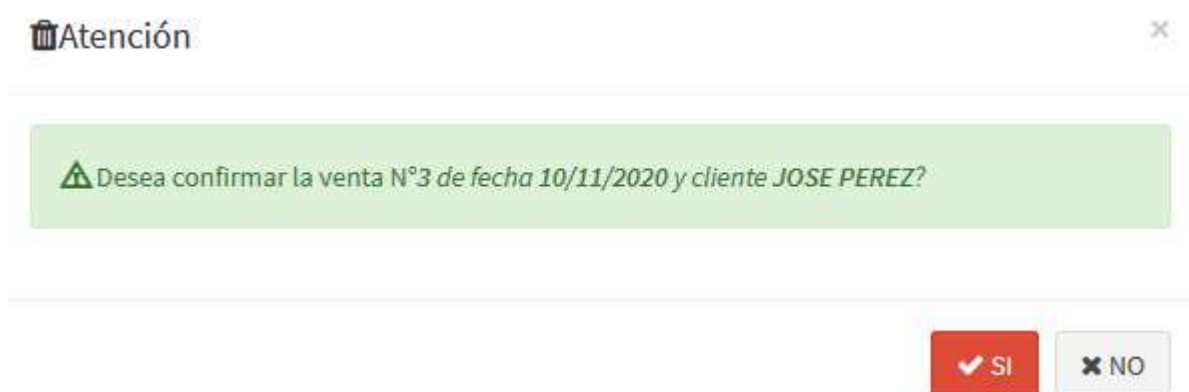 Atención
Desea confirmar la venta N°3 de fecha 10/11/2020 y cliente JOSE PEREZ?
SI
NO